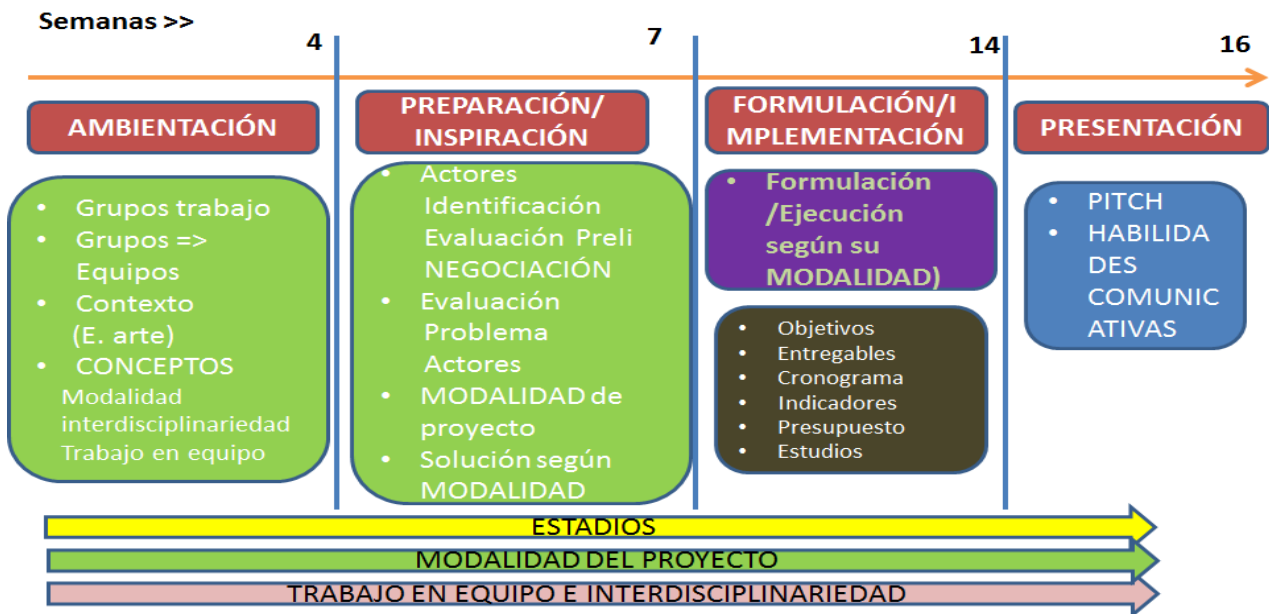 Semanas >>
4
7
14
16
AMBIENTACIÓN
PREPARACIÓN/
INSPIRACIÓN
FORMULACIÓN/I
MPLEMENTACIÓN
PRESENTACIÓN
• Grupos trabajo
• Grupos =>
Equipos
• Contexto
(E. arte)
• CONCEPTOS
Modalidad
interdisciplinariedad
Trabajo en equipo
• Actores
Identificación
Evaluación Preli
NEGOCIACIÓN
• Evaluación
Problema
Actores
• MODALIDAD de
proyecto
• Solución según
MODALIDAD
• Formulación
/Ejecución
según su
MODALIDAD)
• Objetivos
• Entregables
• Cronograma
• Indicadores
• Presupuesto
• Estudios
• PITCH
• HABILIDA
DES
COMUNIC
ATIVAS
ESTADIOS
MODALIDAD DEL PROYECTO
TRABAJO EN EQUIPO E INTERDISCIPLINARIEDAD